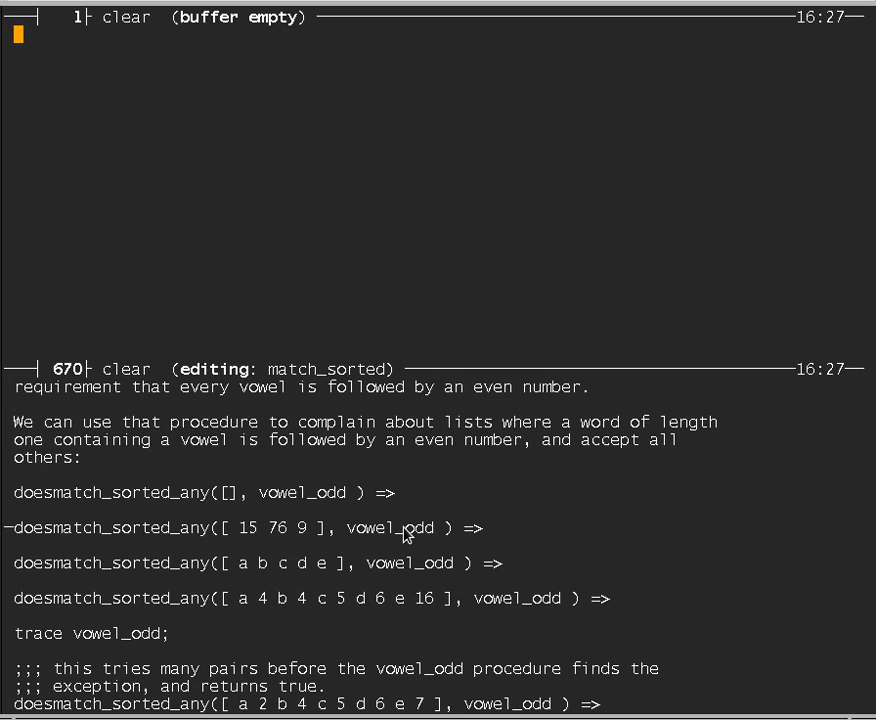 1 clear (buffer empty) 16:27
670 clear (editing: match_sorted) 16:27
requirement that every vowel is followed by an even number.
We can use that procedure to complain about lists where a word of length
one containing a vowel is followed by an even number, and accept all
others:
doesmatch_sorted_any([], vowel_odd ) =>
doesmatch_sorted_any([ 15 76 9 ], vowel_odd ) =>
doesmatch_sorted_any([ a b c d e ], vowel_odd ) =>
doesmatch_sorted_any([ a 4 b 4 c 5 d 6 e 16 ], vowel_odd ) =>
trace vowel_odd;
;;; this tries many pairs before the vowel_odd procedure finds the
;;; exception, and returns true.
doesmatch_sorted_any([ a 2 b 4 c 5 d 6 e 7 ], vowel_odd ) =>